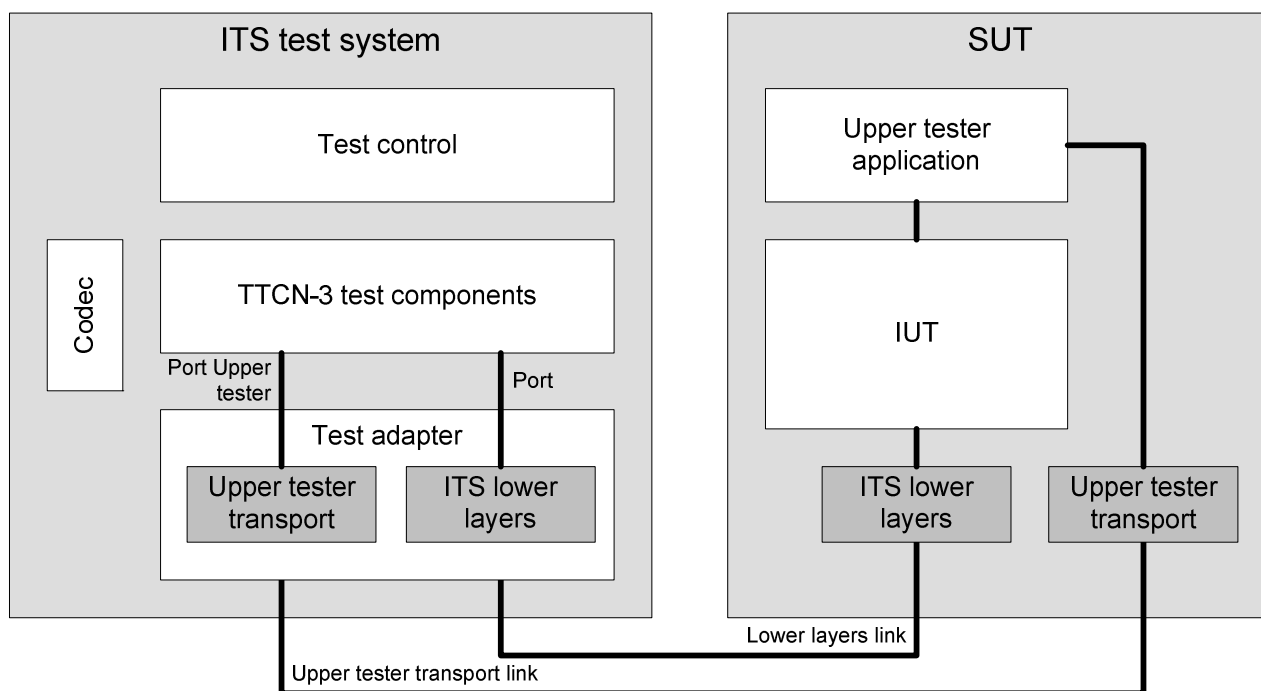 ITS test system
Test control
Codec
TTCN-3 test components
Port Upper
tester
Port
Test adapter
Upper tester
transport
ITS lower
layers
SUT
Upper tester
application
IUT
ITS lower
layers
Upper tester
transport
Lower layers link
Upper tester transport link